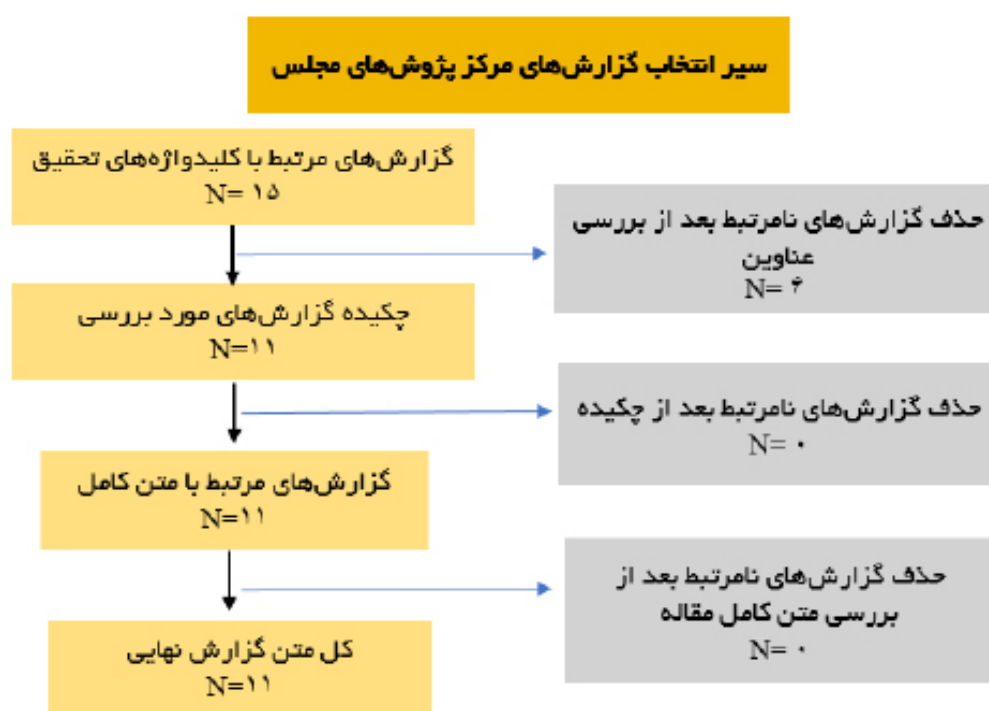 سیر انتخاب گزارش‌های مرکز پژوش‌های مجلس
گزارش‌های مرتبط با کلیدواژه‌های تحقیق
N= ۱۵
حذف گزارش‌های نامرتبط بعد از بررسی
عناوین
N= ۴
چکیده گزارش‌های مورد بررسی
N=۱۱
حذف گزارش‌های نامرتبط بعد از چکیده
N= ۰
گزارش‌های مرتبط با متن کامل
N=۱۱
حذف گزارش‌های نامرتبط بعد از
بررسی متن کامل مقاله
N= ۰
کل متن گزارش نهایی
N=۱۱